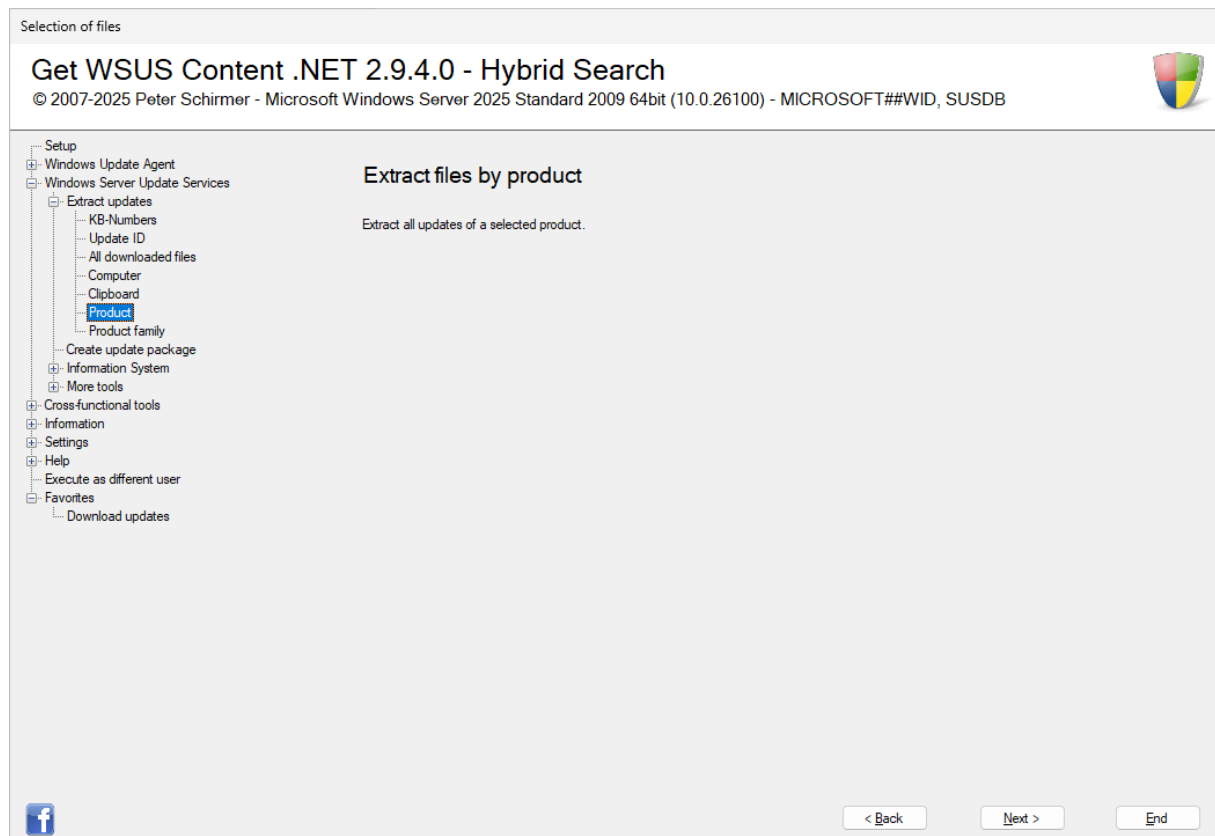 Selection of files
Get WSUS Content .NET 2.9.4.0 - Hybrid Search
© 2007-2025 Peter Schirmer - Microsoft Windows Server 2025 Standard 2009 64bit (10.0.26100) - MICROSOFT##WID, SUSDB
Setup
Windows Update Agent
Windows Server Update Services
Extract updates
KB-Numbers
Update ID
All downloaded files
Computer
Clipboard
Product
Product family
Create update package
Information System
More tools
Cross-functional tools
Information
Settings
Help
Execute as different user
Favorites
Download updates
Extract files by product
Extract all updates of a selected product.
f
< Back
Next >
End